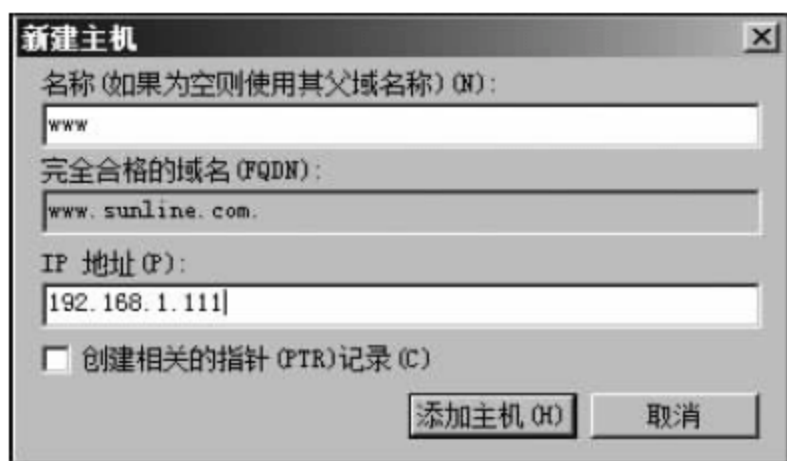 新建主机
名称(如果为空则使用其父域名称)(N):
www
完全合格的域名(FQDN):
www.sunline.com.
IP 地址(P):
192.168.1.111
创建相关的指针(PTR)记录(C)
添加主机(H)
取消